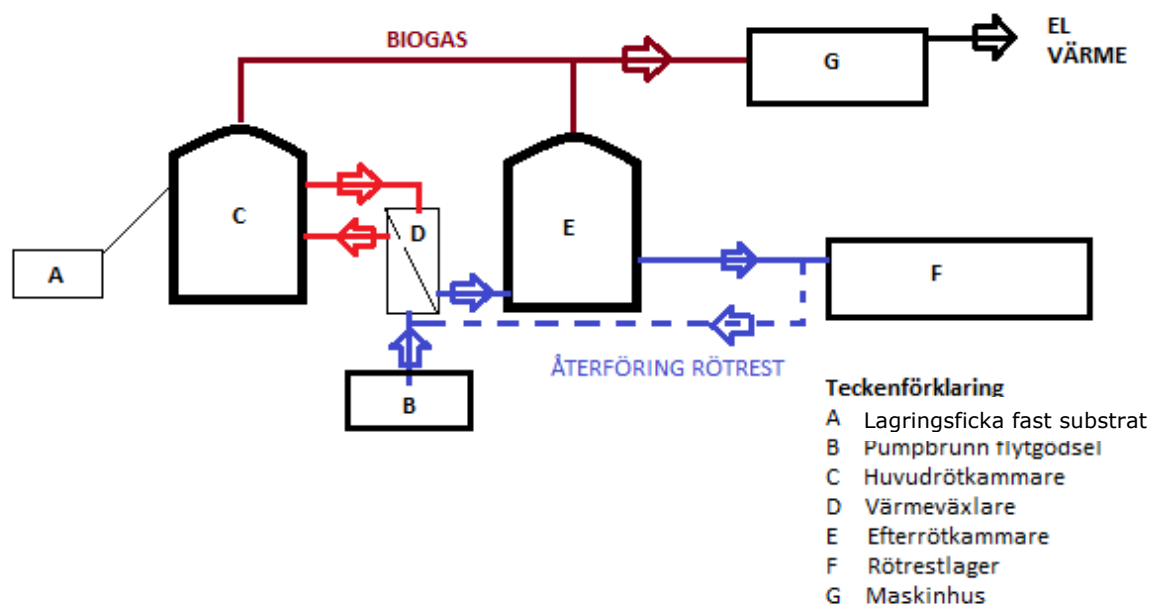 BIOGAS
EL
VÄRME
G
C
D
E
A
F
B
ÅTERFÖRING RÖTREST
Teckenförklaring
A Lagringsficka fast substrat
B Pumpbrunn flytgödsel
C Huvudrötkammare
D Värmeväxlare
E Efterrötkammare
F Rötrestlager
G Maskinhus